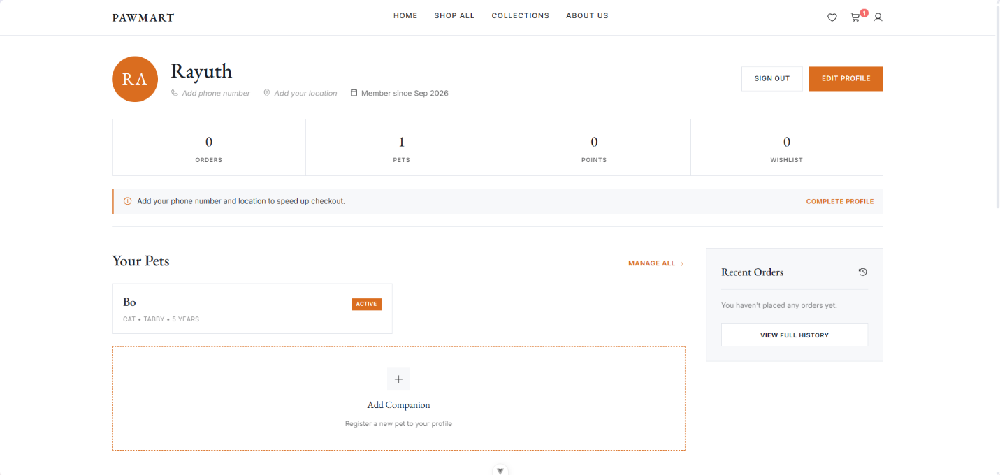 PAWMART
HOME SHOP ALL COLLECTIONS ABOUT US
1
RA
Rayuth
Add phone number Add your location Member since Sep 2026
SIGN OUT EDIT PROFILE
0 1 0 0
ORDERS PETS POINTS WISHLIST
Add your phone number and location to speed up checkout. COMPLETE PROFILE
Your Pets
MANAGE ALL
Bo
ACTIVE
CAT • TABBY • 5 YEARS
Add Companion
Register a new pet to your profile
Recent Orders
You haven't placed any orders yet.
VIEW FULL HISTORY